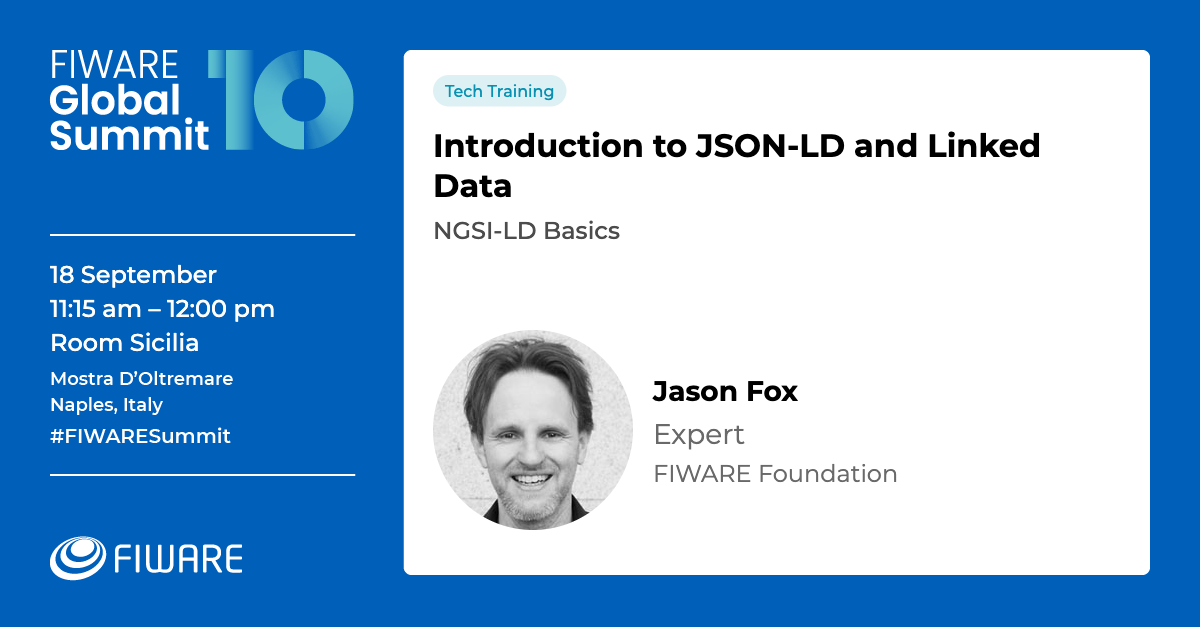 FIWARE
Global
Summit
10
18 September
11:15 am – 12:00 pm
Room Sicilia
Mostra D’Oltremare
Naples, Italy
#FIWARESummit
FIWARE
Tech Training
Introduction to JSON-LD and Linked
Data
NGSI-LD Basics
Jason Fox
Expert
FIWARE Foundation